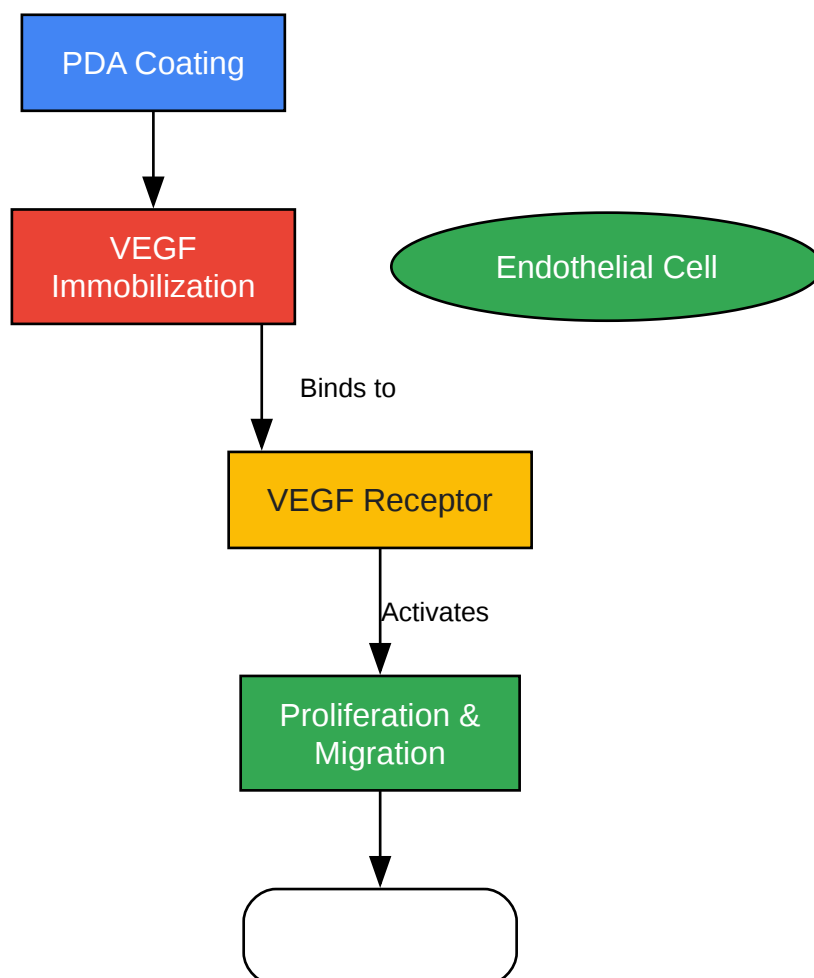 PDA Coating
VEGF
Immobilization
Endothelial Cell
Binds to
VEGF Receptor
Activates
Proliferation &
Migration